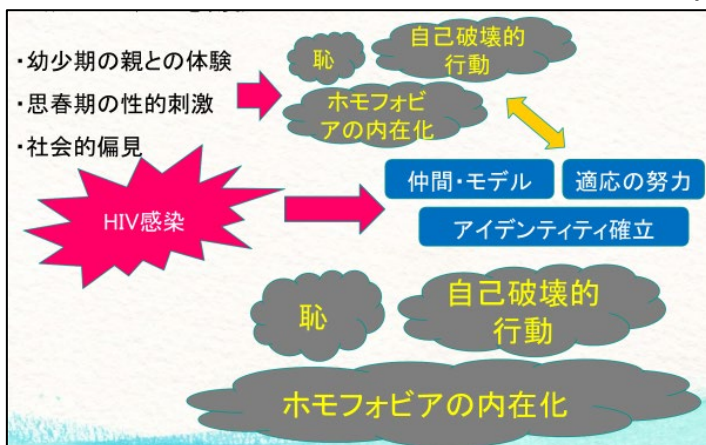 ・幼少期の親との体験
・思春期の性的刺激
・社会的偏見
恥
自己破壊的
行動
ホモフォビ
アの内在化
HIV感染
仲間・モデル
適応の努力
アイデンティティ確立
恥
自己破壊的
行動
ホモフォビアの内在化